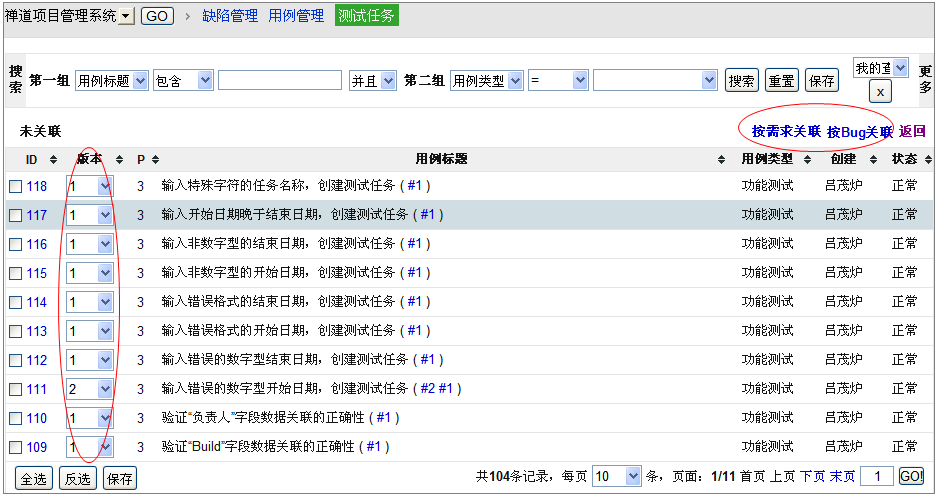 禅道项目管理系统 GO › 缺陷管理 用例管理 测试任务
搜索 第一组 用例标题 包含 并且 第二组 用例类型 = 搜索 重置 保存 我的查 x 更多
未关联 按需求关联 按Bug关联 返回
ID 版本 P 用例标题 用例类型 创建 状态
118 1 3 输入特殊字符的任务名称，创建测试任务 ( #1 ) 功能测试 吕茂炉 正常
117 1 3 输入开始日期晚于结束日期，创建测试任务 ( #1 ) 功能测试 吕茂炉 正常
116 1 3 输入非数字型的结束日期，创建测试任务 ( #1 ) 功能测试 吕茂炉 正常
115 1 3 输入非数字型的开始日期，创建测试任务 ( #1 ) 功能测试 吕茂炉 正常
114 1 3 输入错误格式的结束日期，创建测试任务 ( #1 ) 功能测试 吕茂炉 正常
113 1 3 输入错误格式的开始日期，创建测试任务 ( #1 ) 功能测试 吕茂炉 正常
112 1 3 输入错误的数字型结束日期，创建测试任务 ( #1 ) 功能测试 吕茂炉 正常
111 2 3 输入错误的数字型开始日期，创建测试任务 ( #2 #1 ) 功能测试 吕茂炉 正常
110 1 3 验证“负责人”字段数据关联的正确性 ( #1 ) 功能测试 吕茂炉 正常
109 1 3 验证“Build”字段数据关联的正确性 ( #1 ) 功能测试 吕茂炉 正常
全选 反选 保存 共104条记录，每页 10 条，页面：1/11 首页 上页 下页 末页 1 GO!